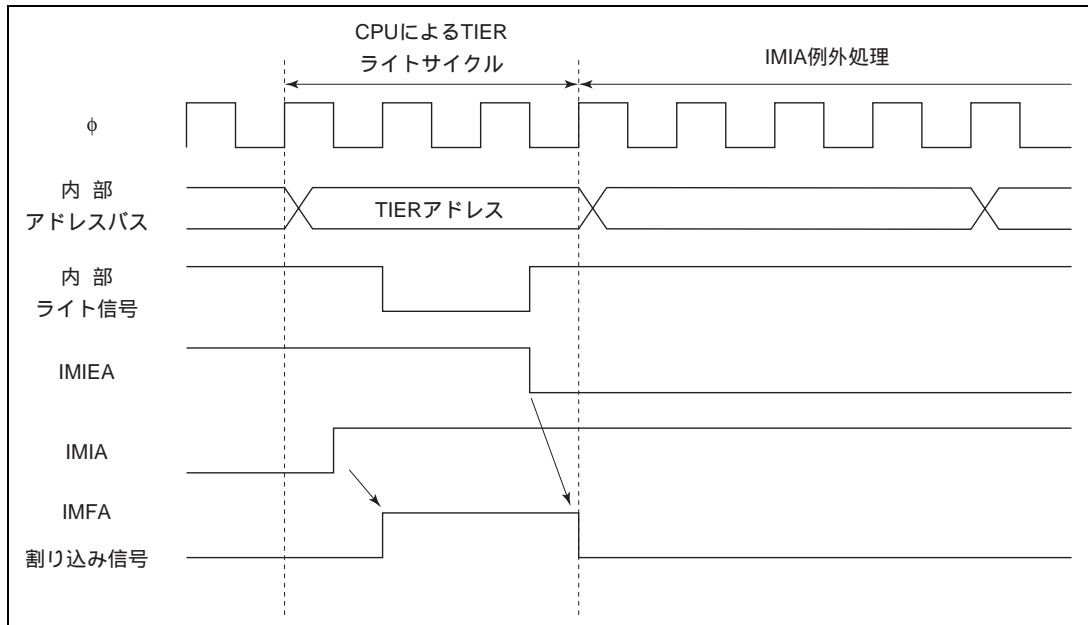 CPUによるTIER
ライトサイクル
IMIA例外処理
φ
内 部
アドレスバス
TIERアドレス
内 部
ライト信号
IMIEA
IMIA
IMFA
割り込み信号